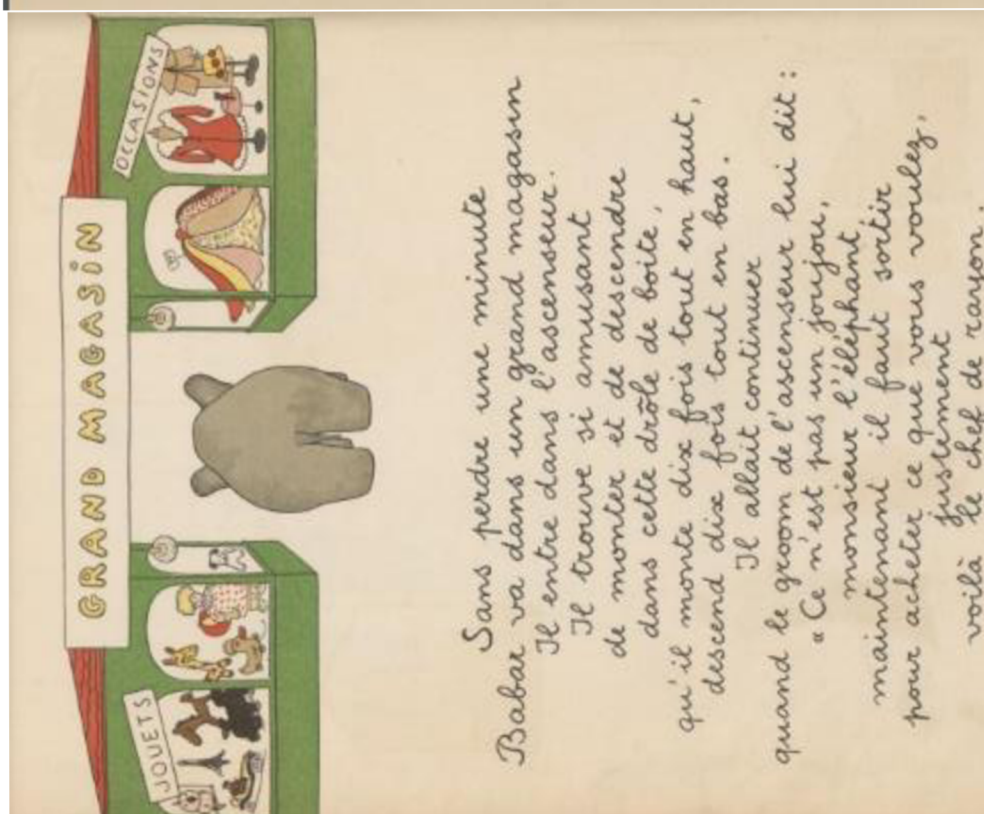 GRAND MAGASIN
JOUETS
OCCASIONS
Sans perdre une minute
Babar va dans un grand magasin
Il entre dans l'ascenseur.
Il trouve si amusant
de monter et de descendre
dans cette drôle de boite,
qu'il monte dix fois tout en haut,
descend dix fois tout en bas.
Il allait continuer
quand le groom de l'ascenseur lui dit :
« Ce n'est pas un joujou,
monsieur l'éléphant,
maintenant il faut sortir
pour acheter ce que vous voulez,
justement
voilà le chef de rayon.